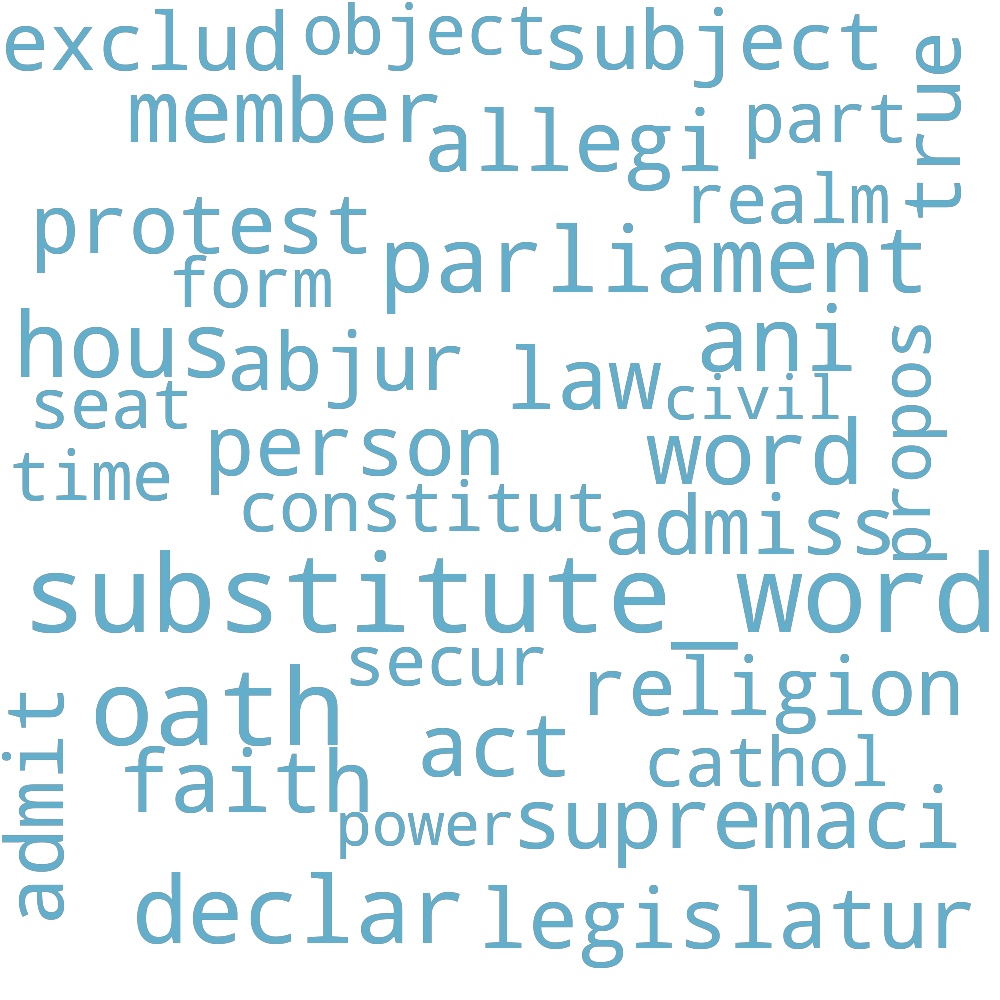 exclud object subject
member allegi part true
protest realm
form parliament
hous abjur law ani
seat civil propos
time person word
constitut admiss
substitute_word
secur
oath religion
admit faith act cathol
power supremaci
declar legislatur